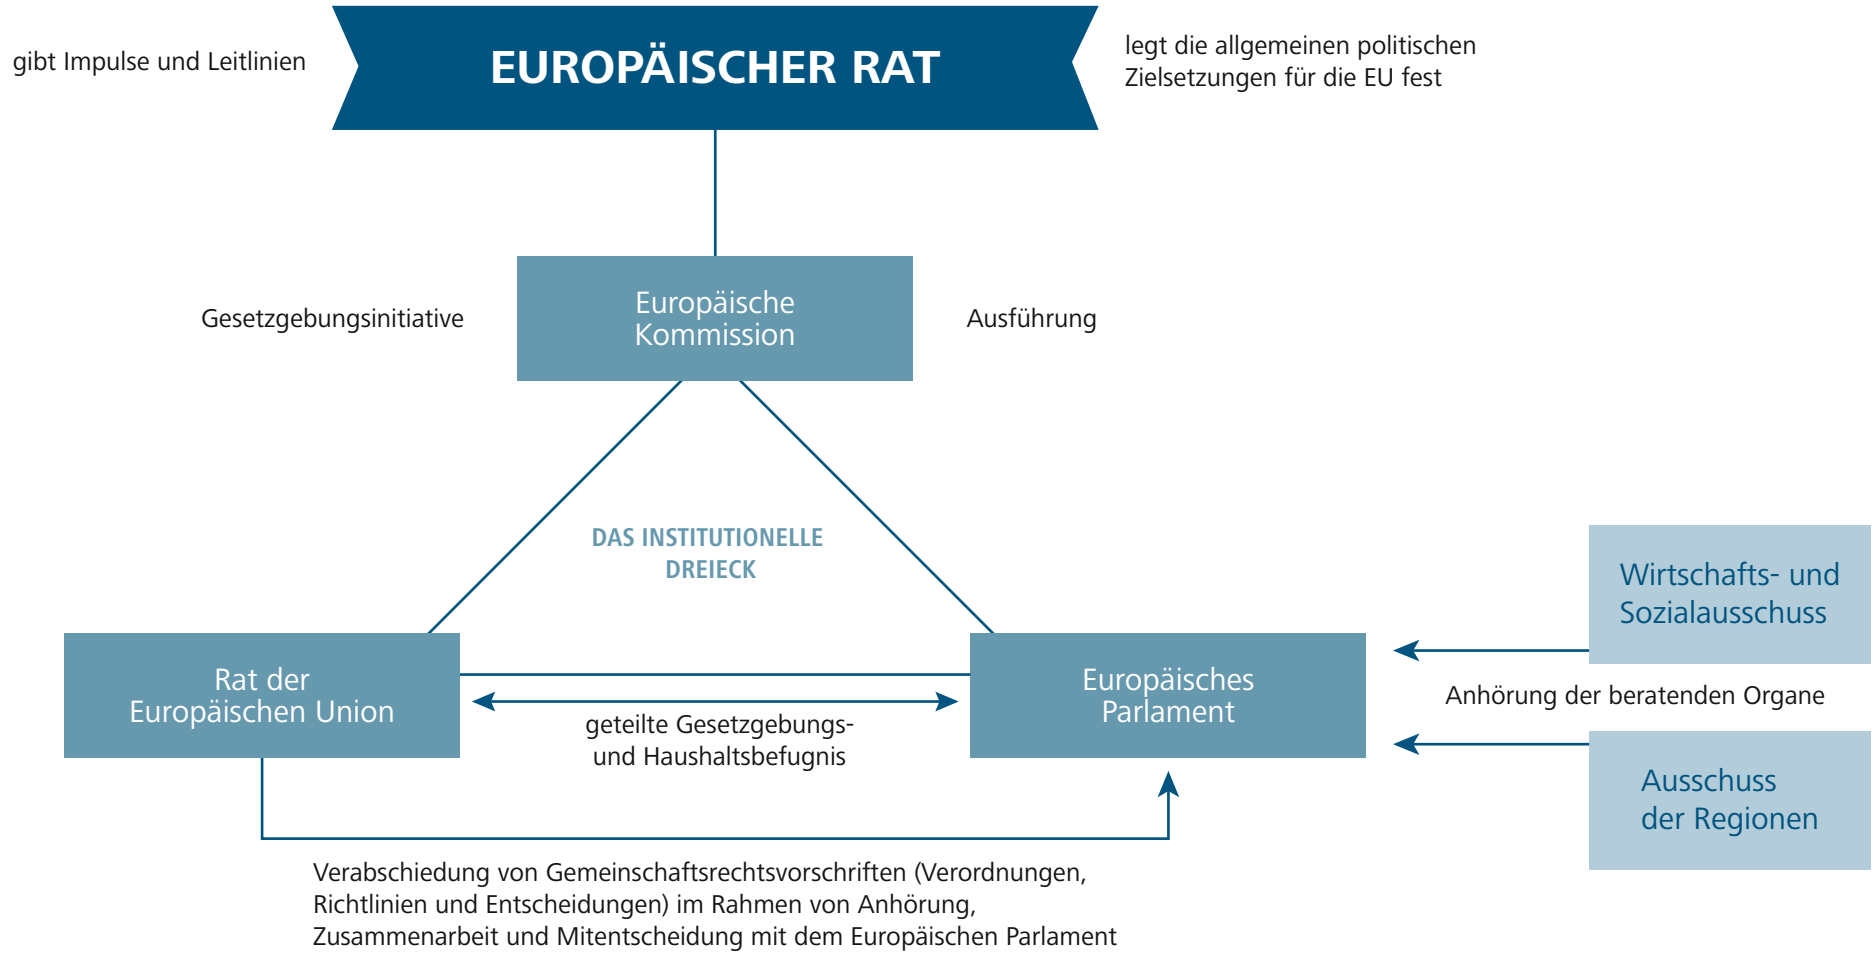 gibt Impulse und Leitlinien
EUROPÄISCHER RAT
legt die allgemeinen politischen
Zielsetzungen für die EU fest
Gesetzgebungsinitiative
Europäische
Kommission
Ausführung
DAS INSTITUTIONELLE
DREIECK
Rat der
Europäischen Union
geteilte Gesetzgebungs-
und Haushaltsbefugnis
Europäisches
Parlament
Wirtschafts- und
Sozialausschuss
Anhörung der beratenden Organe
Ausschuss
der Regionen
Verabschiedung von Gemeinschaftsrechtsvorschriften (Verordnungen,
Richtlinien und Entscheidungen) im Rahmen von Anhörung,
Zusammenarbeit und Mitentscheidung mit dem Europäischen Parlament